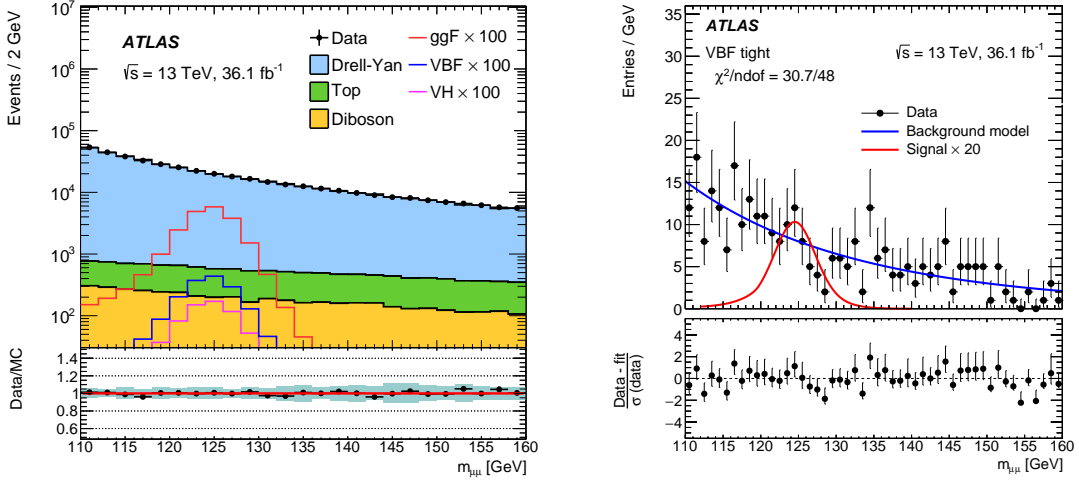 ATLAS
√s = 13 TeV, 36.1 fb⁻¹
Data
Drell-Yan
Top
Diboson
ggF × 100
VBF × 100
VH × 100
Events / 2 GeV
10⁷
10⁶
10⁵
10⁴
10³
10²
Data/MC
1.4
1.2
1.0
0.8
0.6
110 115 120 125 130 135 140 145 150 155 160
mμμ [GeV]
ATLAS
VBF tight
√s = 13 TeV, 36.1 fb⁻¹
χ²/ndof = 30.7/48
Data
Background model
Signal × 20
Entries / GeV
35
30
25
20
15
10
5
0
Data - fit
σ (data)
4
2
0
−2
−4
110 115 120 125 130 135 140 145 150 155 160
mμμ [GeV]